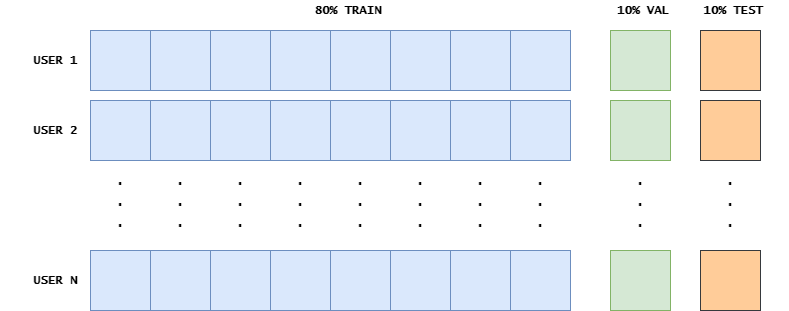 80% TRAIN 10% VAL 10% TEST
USER 1
USER 2
USER N